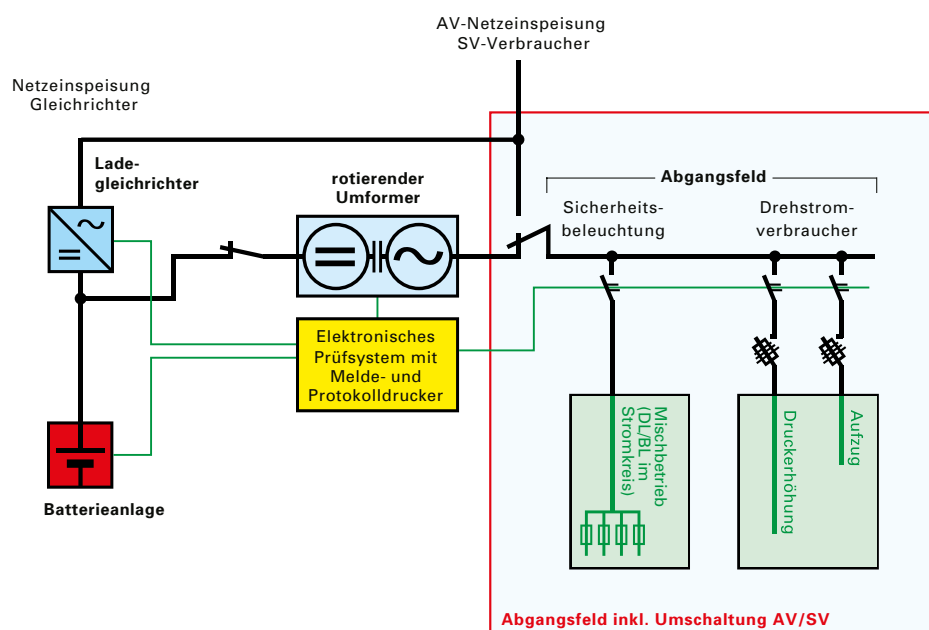 AV-Netzeinspeisung
SV-Verbraucher
Netzeinspeisung
Gleichrichter
Lade-
gleichrichter
rotierender
Umformer
Abgangsfeld
Sicherheits-
beleuchtung
Drehstrom-
verbraucher
Elektronisches
Prüfsystem mit
Melde- und
Protokolldrucker
Mischbetrieb
(DL/BL im
Stromkreis)
Druckerhöhung
Aufzug
Batterieanlage
Abgangsfeld inkl. Umschaltung AV/SV